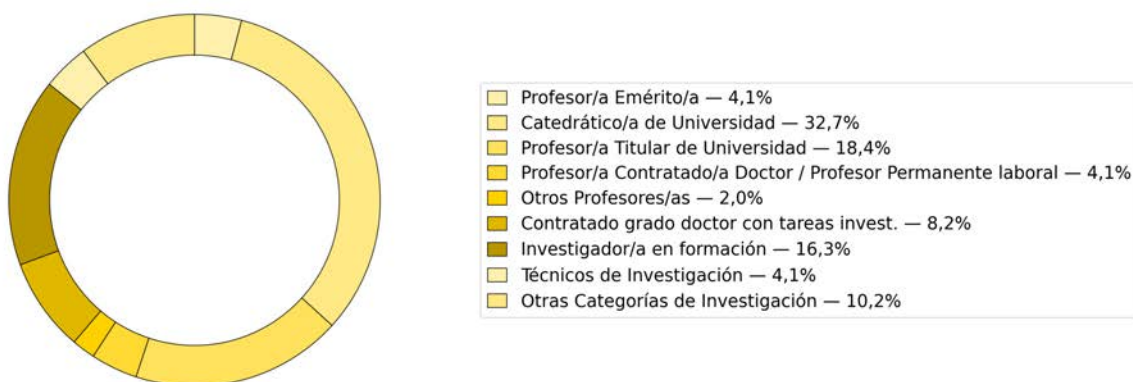 Profesor/a Emérito/a — 4,1%
Catedrático/a de Universidad — 32,7%
Profesor/a Titular de Universidad — 18,4%
Profesor/a Contratado/a Doctor / Profesor Permanente laboral — 4,1%
Otros Profesores/as — 2,0%
Contratado grado doctor con tareas invest. — 8,2%
Investigador/a en formación — 16,3%
Técnicos de Investigación — 4,1%
Otras Categorías de Investigación — 10,2%